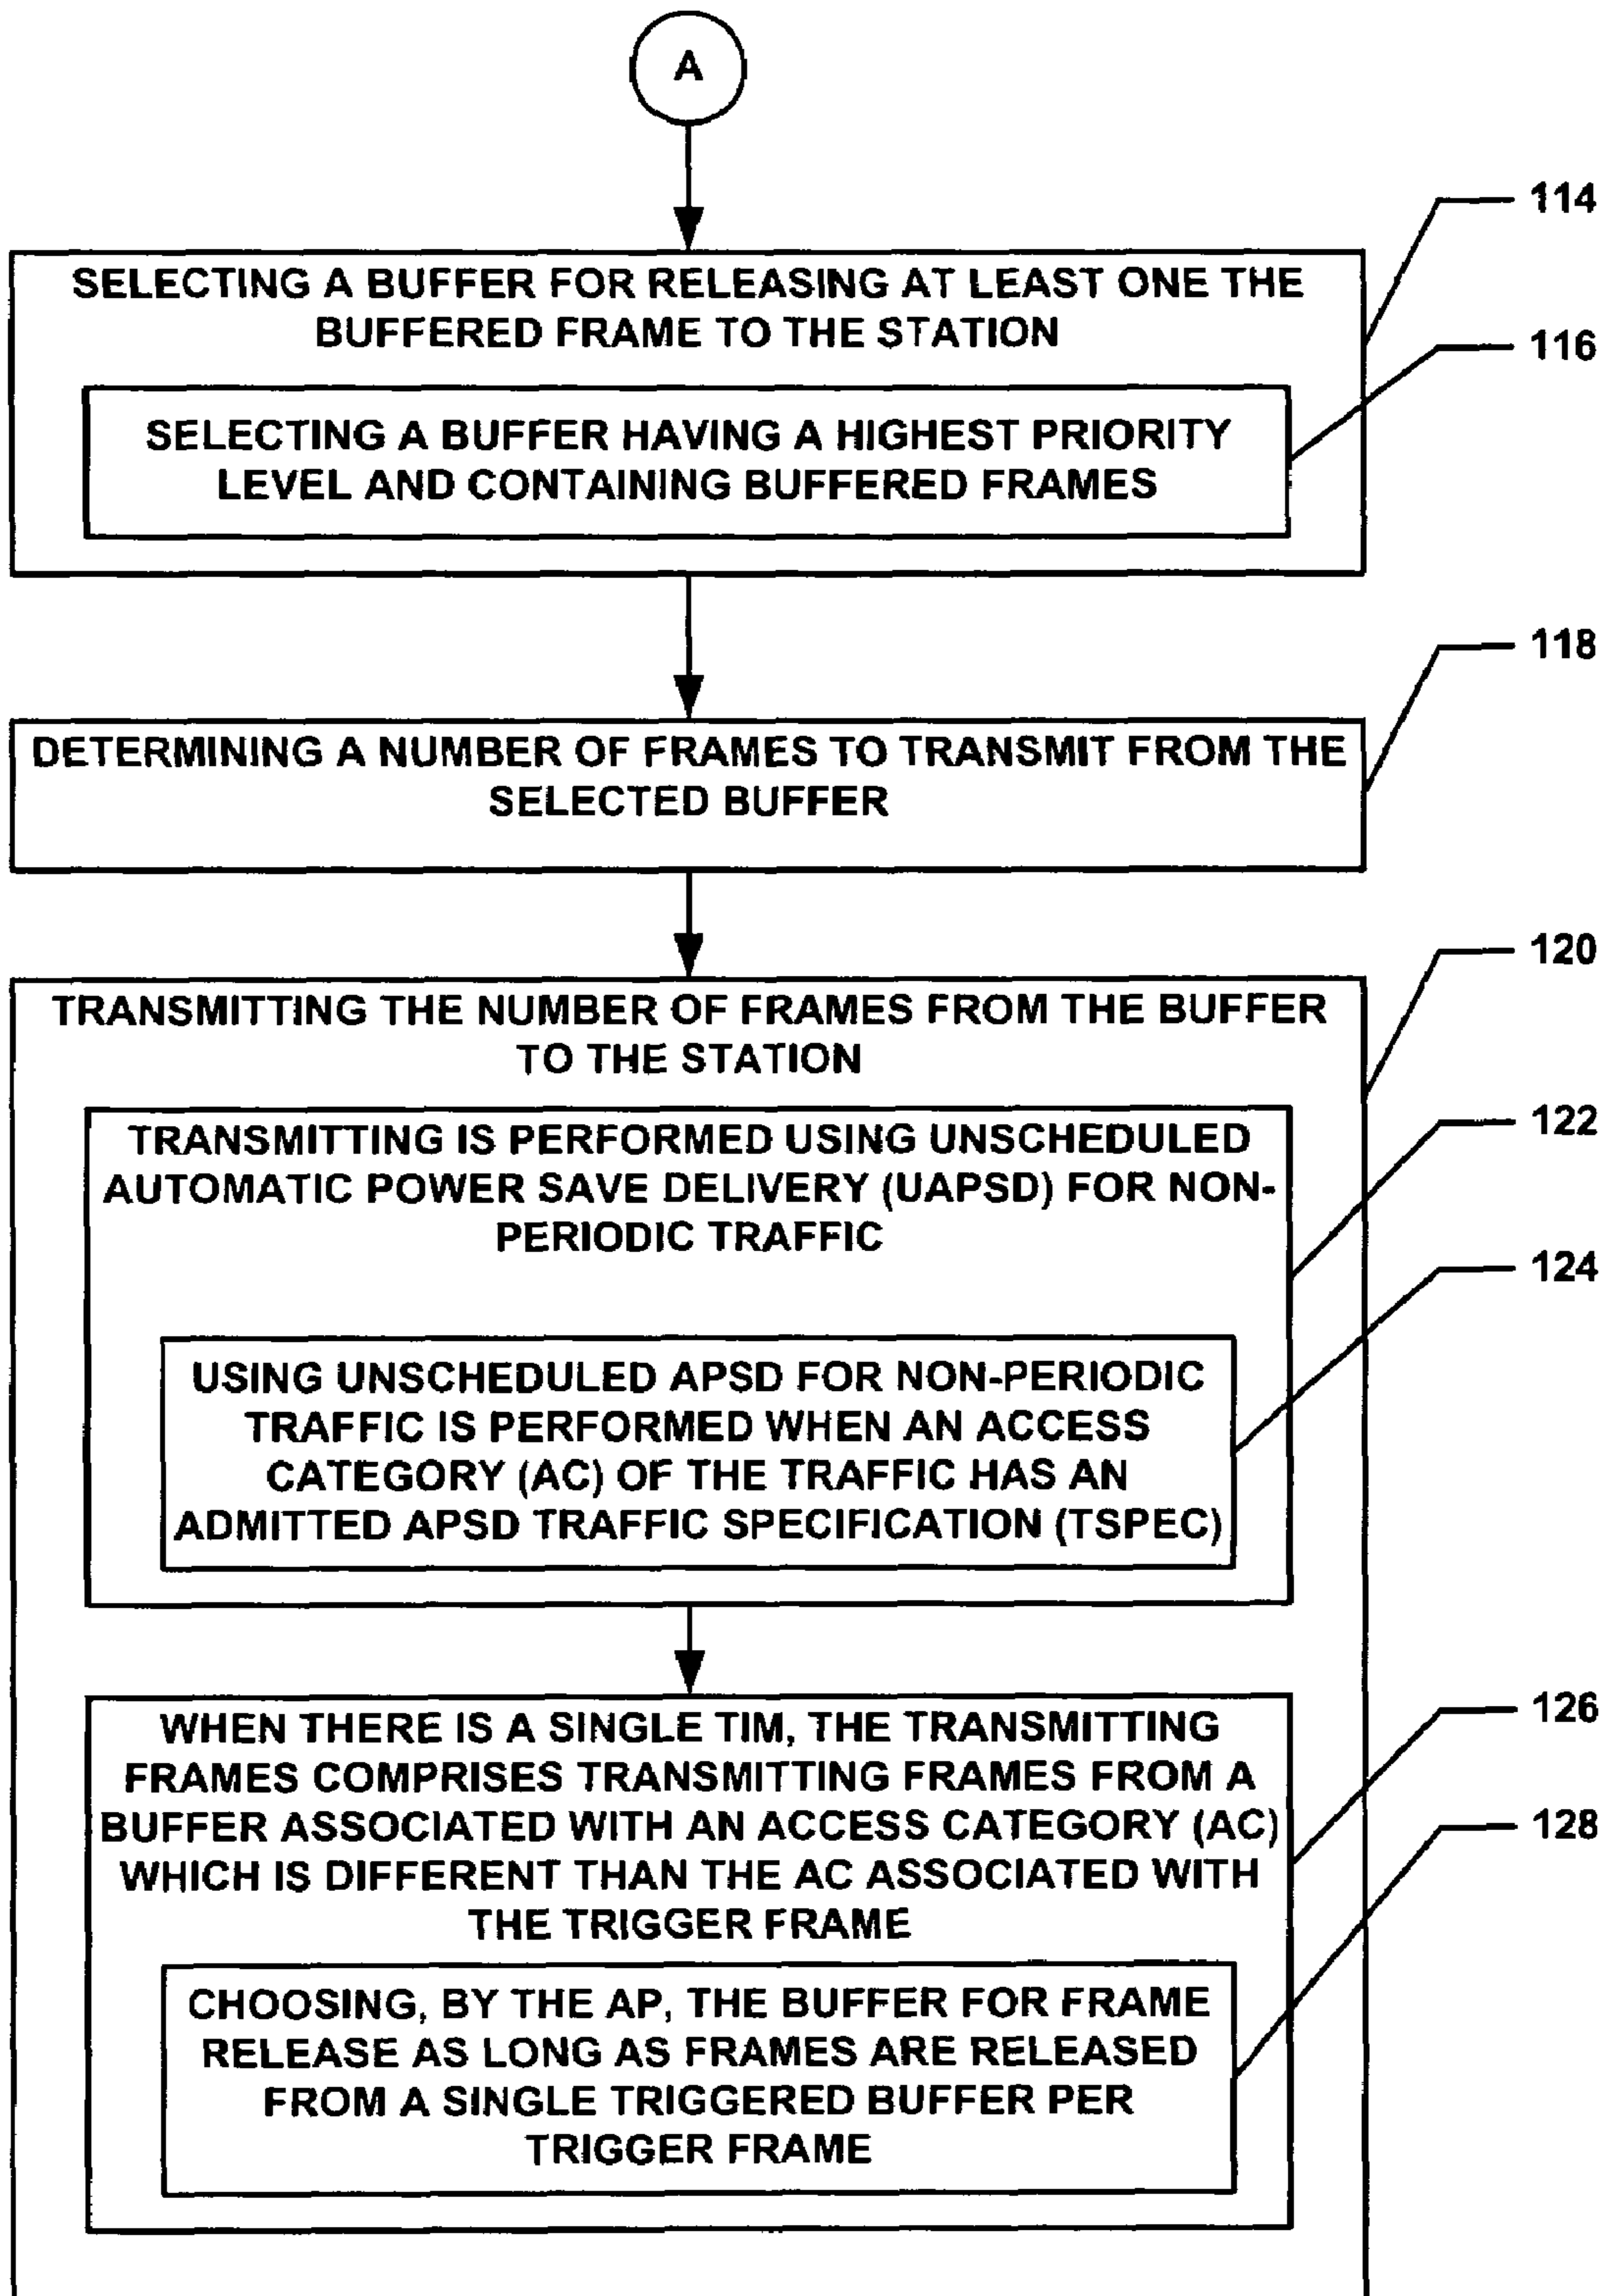 A
114
SELECTING A BUFFER FOR RELEASING AT LEAST ONE THE
BUFFERED FRAME TO THE STATION
116
SELECTING A BUFFER HAVING A HIGHEST PRIORITY
LEVEL AND CONTAINING BUFFERED FRAMES
118
DETERMINING A NUMBER OF FRAMES TO TRANSMIT FROM THE
SELECTED BUFFER
120
TRANSMITTING THE NUMBER OF FRAMES FROM THE BUFFER
TO THE STATION
122
TRANSMITTING IS PERFORMED USING UNSCHEDULED
AUTOMATIC POWER SAVE DELIVERY (UAPSD) FOR NON-
PERIODIC TRAFFIC
124
USING UNSCHEDULED APSD FOR NON-PERIODIC
TRAFFIC IS PERFORMED WHEN AN ACCESS
CATEGORY (AC) OF THE TRAFFIC HAS AN
ADMITTED APSD TRAFFIC SPECIFICATION (TSPEC)
126
WHEN THERE IS A SINGLE TIM, THE TRANSMITTING
FRAMES COMPRISES TRANSMITTING FRAMES FROM A
BUFFER ASSOCIATED WITH AN ACCESS CATEGORY (AC)
WHICH IS DIFFERENT THAN THE AC ASSOCIATED WITH
THE TRIGGER FRAME
128
CHOOSING, BY THE AP, THE BUFFER FOR FRAME
RELEASE AS LONG AS FRAMES ARE RELEASED
FROM A SINGLE TRIGGERED BUFFER PER
TRIGGER FRAME